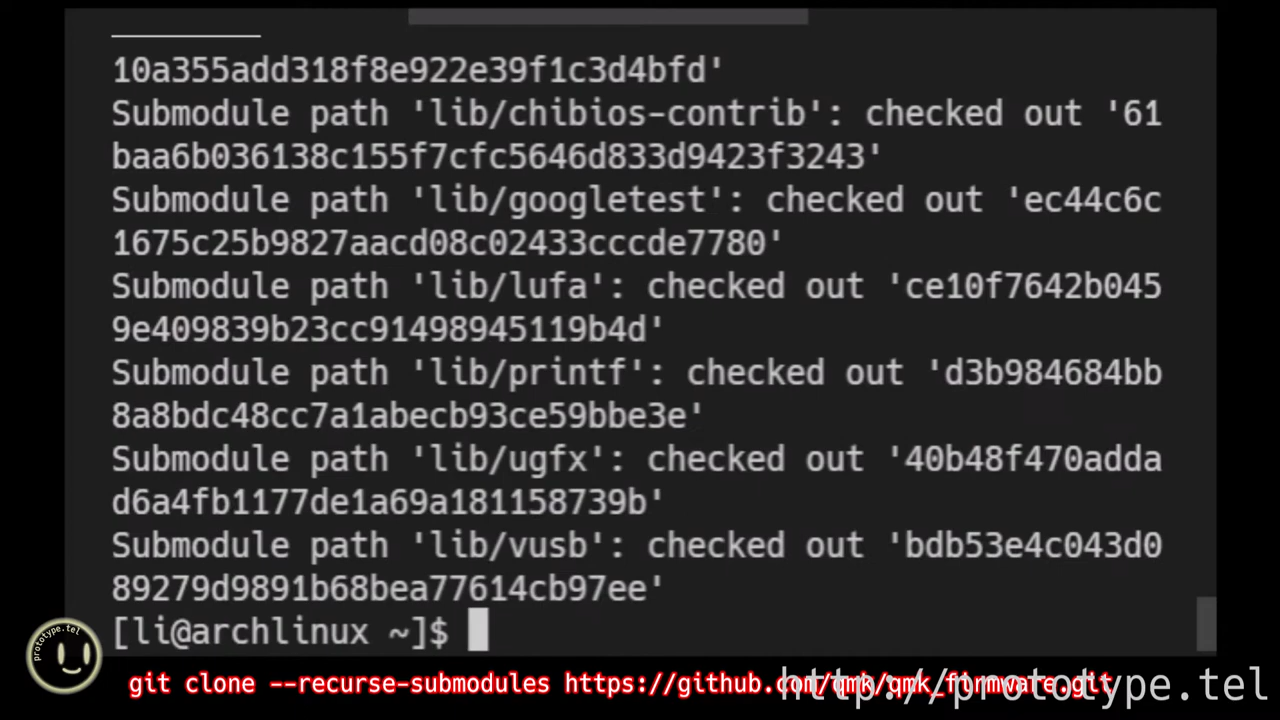 10a355add318f8e922e39f1c3d4bfd'
Submodule path 'lib/chibios-contrib': checked out '61
baa6b036138c155f7cfc5646d833d9423f3243'
Submodule path 'lib/googletest': checked out 'ec44c6c
1675c25b9827aacd08c02433cccde7780'
Submodule path 'lib/lufa': checked out 'ce10f7642b045
9e409839b23cc91498945119b4d'
Submodule path 'lib/printf': checked out 'd3b984684bb
8a8bdc48cc7a1abecb93ce59bbe3e'
Submodule path 'lib/ugfx': checked out '40b48f470adda
d6a4fb1177de1a69a181158739b'
Submodule path 'lib/vusb': checked out 'bdb53e4c043d0
89279d9891b68bea77614cb97ee'
[li@archlinux ~]$
prototype.tel
git clone --recurse-submodules https://github.com/qmk/qmk_firmware.git
http://prototype.tel